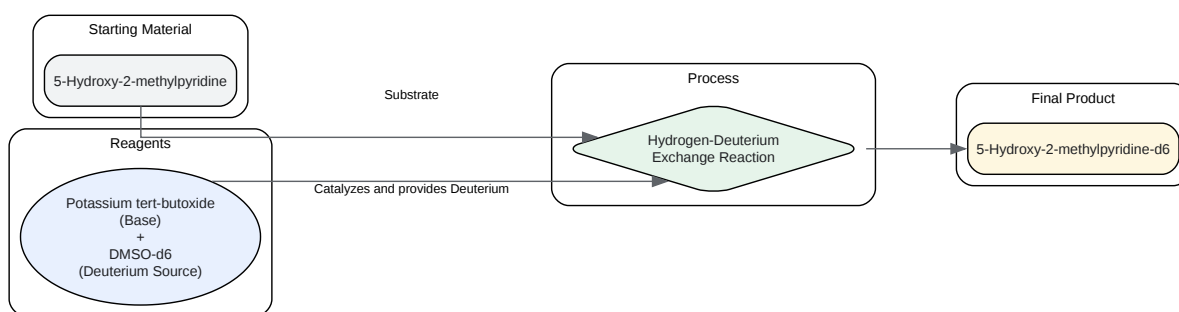 Starting Material
5-Hydroxy-2-methylpyridine
Reagents
Potassium tert-butoxide
(Base)
+
DMSO-d6
(Deuterium Source)
Substrate
Catalyzes and provides Deuterium
Process
Hydrogen-Deuterium
Exchange Reaction
Final Product
5-Hydroxy-2-methylpyridine-d6